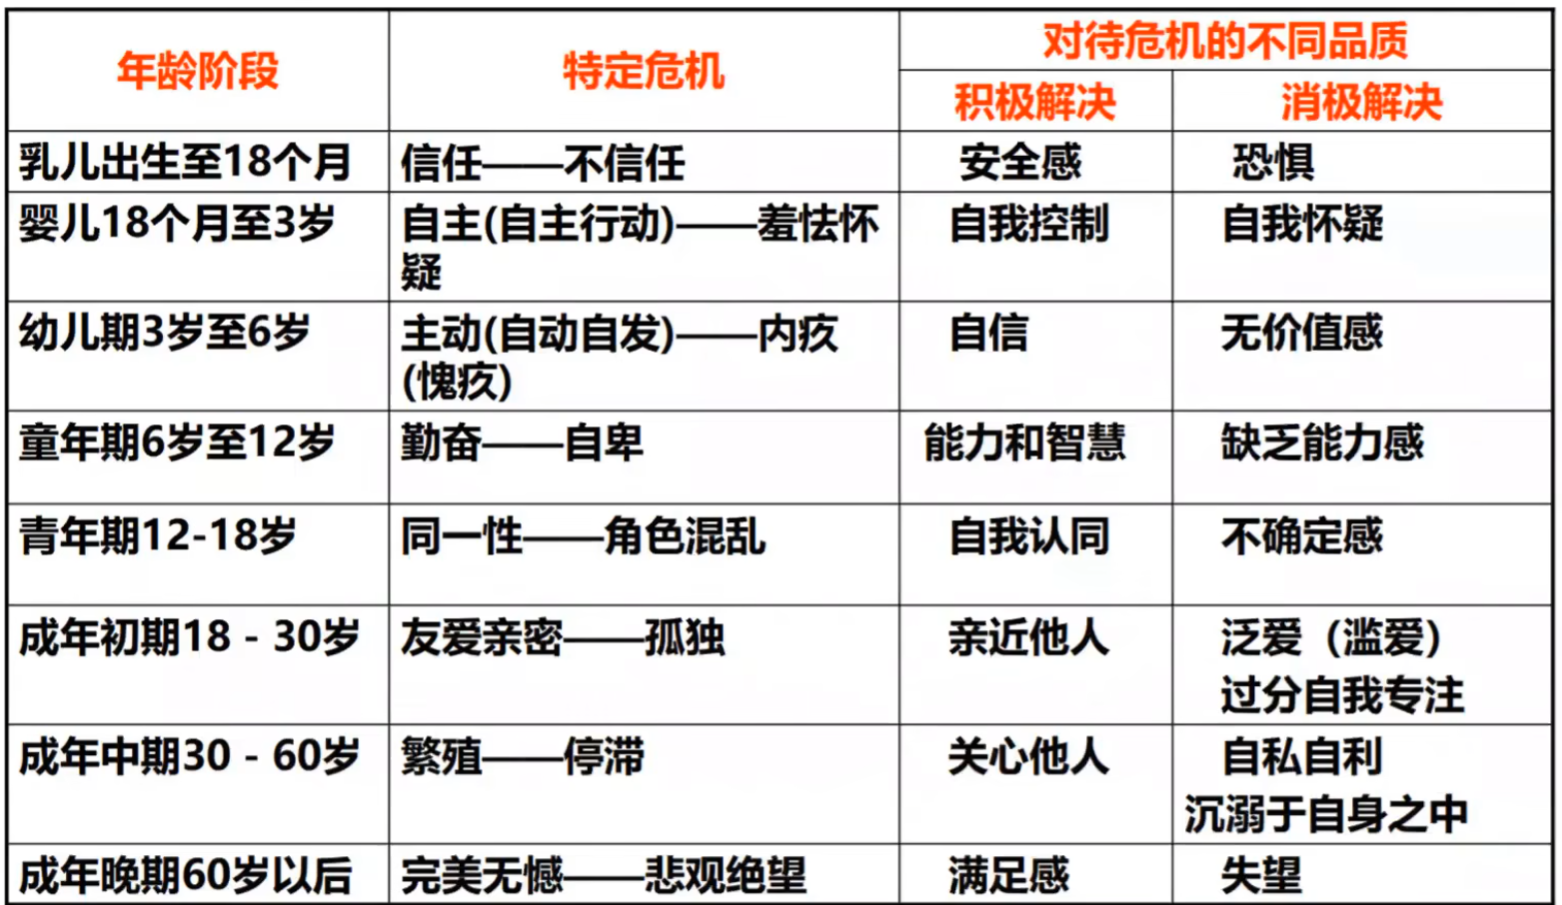 年龄阶段
特定危机
对待危机的不同品质
积极解决
消极解决
乳儿出生至18个月
信任——不信任
安全感
恐惧
婴儿18个月至3岁
自主(自主行动)——羞怯怀
疑
自我控制
自我怀疑
幼儿期3岁至6岁
主动(自动自发)——内疚
(愧疚)
自信
无价值感
童年期6岁至12岁
勤奋——自卑
能力和智慧
缺乏能力感
青年期12-18岁
同一性——角色混乱
自我认同
不确定感
成年初期18 - 30岁
友爱亲密——孤独
亲近他人
泛爱（滥爱）
过分自我专注
成年中期30 - 60岁
繁殖——停滞
关心他人
自私自利
沉溺于自身之中
成年晚期60岁以后
完美无憾——悲观绝望
满足感
失望